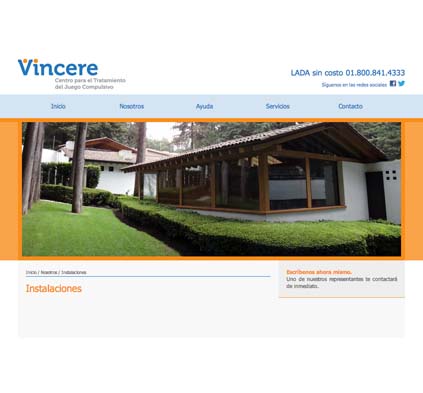 Vincere
Centro para el Tratamiento
del Juego Compulsivo
LADA sin costo 01.800.841.4333
Síguenos en las redes sociales
Inicio
Nosotros
Ayuda
Servicios
Contacto
Inicio / Nosotros / Instalaciones
Instalaciones
Escríbenos ahora mismo.
Uno de nuestros representantes te contactará
de inmediato.